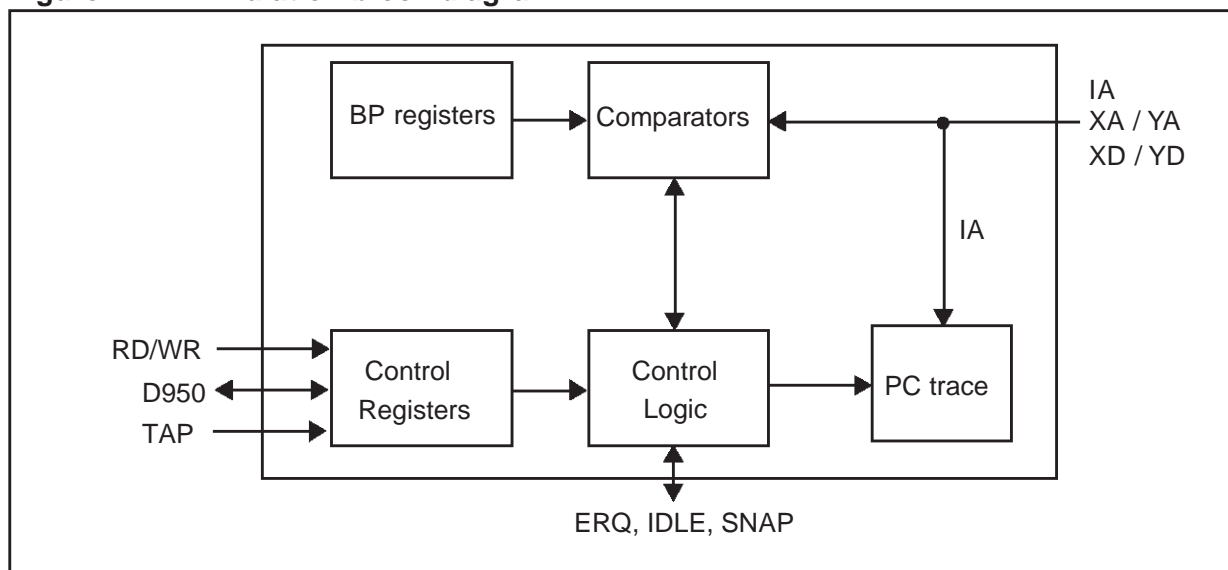 BP registers
Comparators
IA
XA / YA
XD / YD
IA
RD/WR
D950
TAP
Control
Registers
Control
Logic
PC trace
ERQ, IDLE, SNAP